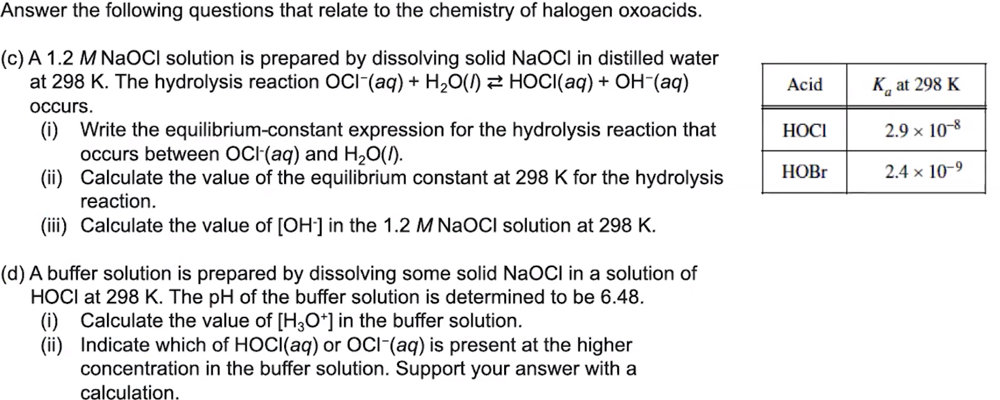 Answer the following questions that relate to the chemistry of halogen oxoacids.
(c) A 1.2 M NaOCl solution is prepared by dissolving solid NaOCl in distilled water
at 298 K. The hydrolysis reaction OCl⁻(aq) + H₂O(l) ⇄ HOCl(aq) + OH⁻(aq)
occurs.
(i) Write the equilibrium-constant expression for the hydrolysis reaction that
occurs between OCl⁻(aq) and H₂O(l).
(ii) Calculate the value of the equilibrium constant at 298 K for the hydrolysis
reaction.
(iii) Calculate the value of [OH⁻] in the 1.2 M NaOCl solution at 298 K.
(d) A buffer solution is prepared by dissolving some solid NaOCl in a solution of
HOCl at 298 K. The pH of the buffer solution is determined to be 6.48.
(i) Calculate the value of [H₃O⁺] in the buffer solution.
(ii) Indicate which of HOCl(aq) or OCl⁻(aq) is present at the higher
concentration in the buffer solution. Support your answer with a
calculation.
Acid Kₐ at 298 K
HOCl 2.9 × 10⁻⁸
HOBr 2.4 × 10⁻⁹